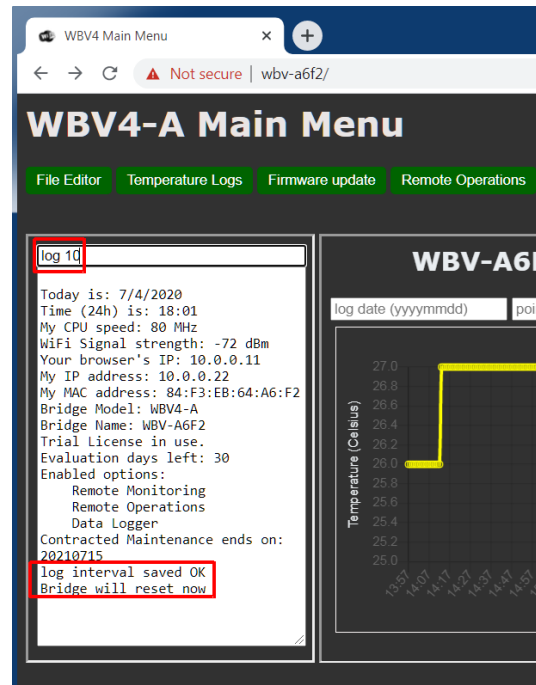 WBV4 Main Menu
Not secure | wbv-a6f2/
WBV4-A Main Menu
File Editor Temperature Logs Firmware update Remote Operations
log 10
Today is: 7/4/2020
Time (24h) is: 18:01
My CPU speed: 80 MHz
WiFi Signal strength: -72 dBm
Your browser's IP: 10.0.0.11
My IP address: 10.0.0.22
My MAC address: 84:F3:EB:64:A6:F2
Bridge Model: WBV4-A
Bridge Name: WBV-A6F2
Trial License in use.
Evaluation days left: 30
Enabled options:
Remote Monitoring
Remote Operations
Data Logger
Contracted Maintenance ends on:
20210715
log interval saved OK
Bridge will reset now
WBV-A6
log date (yyyymmdd) poi
Temperature (Celsius)
27.0
26.8
26.6
26.4
26.2
26.0
25.8
25.6
25.4
25.2
25.0
13:57 14:07 14:17 14:27 14:37 14:47 14:57